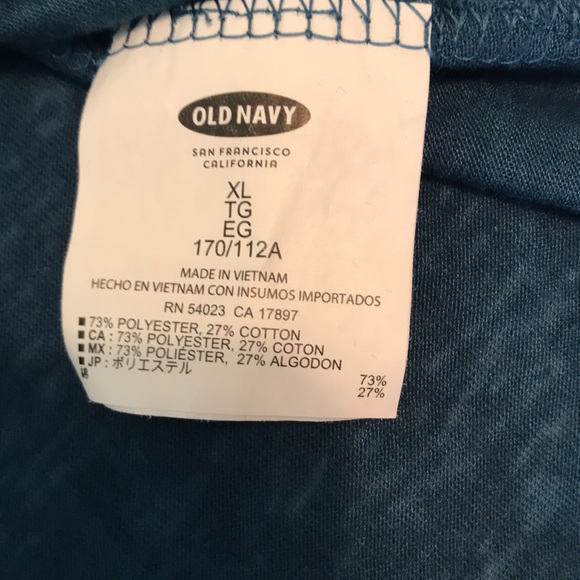 OLD NAVY
SAN FRANCISCO
CALIFORNIA
XL
TG
EG
170/112A
MADE IN VIETNAM
HECHO EN VIETNAM CON INSUMOS IMPORTADOS
RN 54023 CA 17897
■ 73% POLYESTER, 27% COTTON
■ CA : 73% POLYESTER, 27% COTON
■ MX : 73% POLIÉSTER, 27% ALGODON
■ JP : ポリエステル 73%
27%